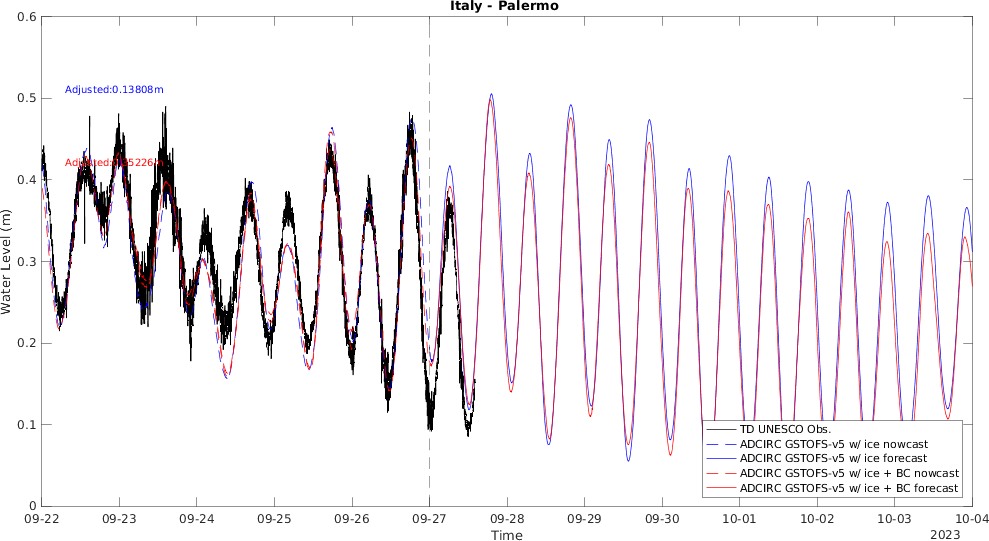 Italy - Palermo
0.6
0.5
0.4
0.3
0.2
0.1
0
Water Level (m)
Adjusted:0.13808m
TD UNESCO Obs.
ADCIRC GSTOFS-v5 w/ ice nowcast
ADCIRC GSTOFS-v5 w/ ice forecast
ADCIRC GSTOFS-v5 w/ ice + BC nowcast
ADCIRC GSTOFS-v5 w/ ice + BC forecast
09-22 09-23 09-24 09-25 09-26 09-27 09-28 09-29 09-30 10-01 10-02 10-03 10-04
Time
2023